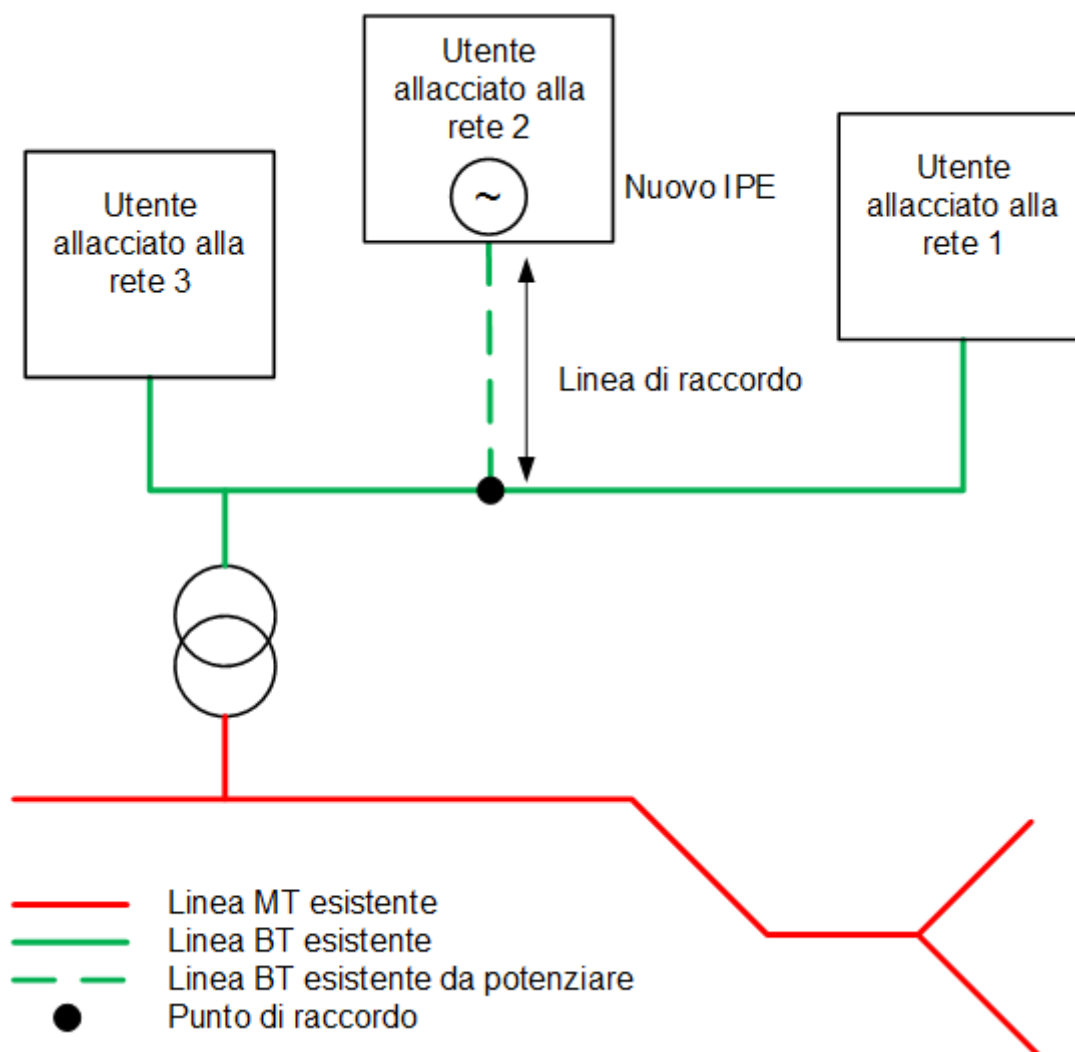 Utente
allacciato alla
rete 2
~
Nuovo IPE
Utente
allacciato alla
rete 1
Utente
allacciato alla
rete 3
Linea di raccordo
Linea MT esistente
Linea BT esistente
Linea BT esistente da potenziare
Punto di raccordo